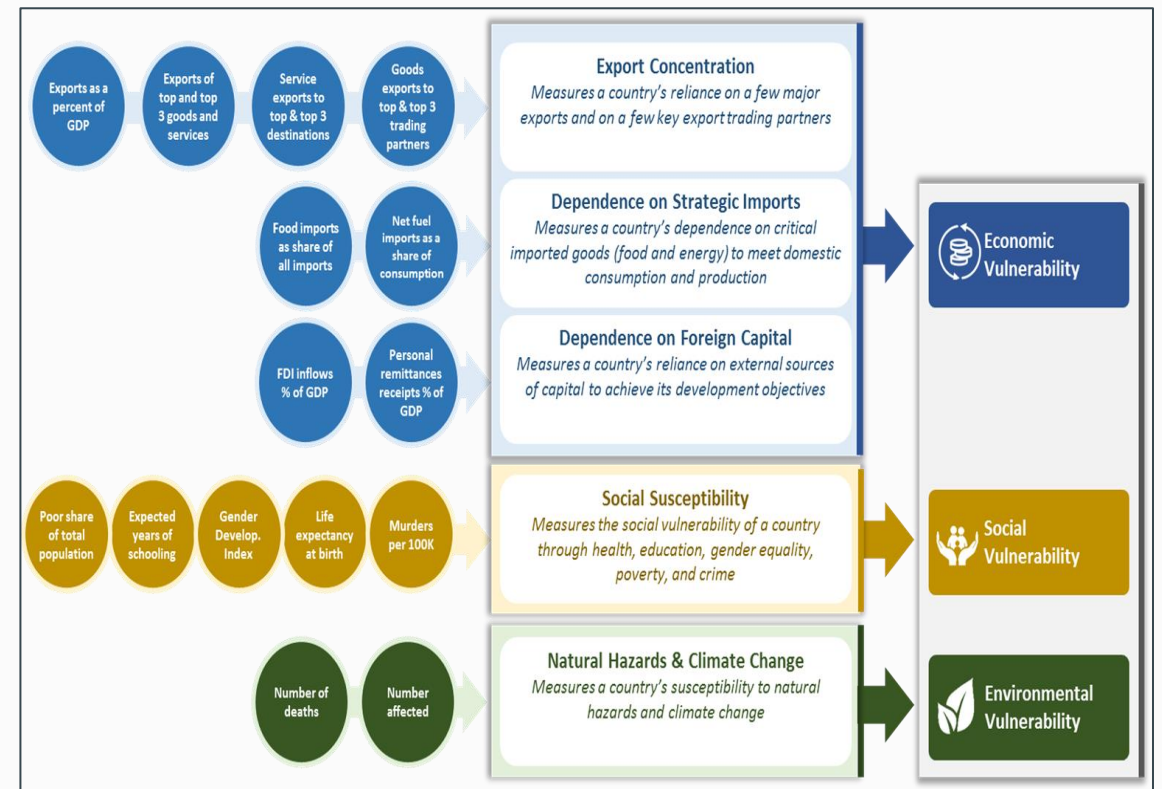 Exports as a
percent of
GDP
Exports of
top and top
3 goods and
services
Service
exports to
top & top 3
destinations
Goods
exports to
top & top 3
trading
partners
Export Concentration
Measures a country's reliance on a few major
exports and on a few key export trading partners
Food imports
as share of
all imports
Net fuel
imports as a
share of
consumption
Dependence on Strategic Imports
Measures a country's dependence on critical
imported goods (food and energy) to meet domestic
consumption and production
Economic
Vulnerability
FDI inflows
% of GDP
Personal
remittances
receipts % of
GDP
Dependence on Foreign Capital
Measures a country's reliance on external sources
of capital to achieve its development objectives
Poor share
of total
population
Expected
years of
schooling
Gender
Develop.
Index
Life
expectancy
at birth
Murders
per 100K
Social Susceptibility
Measures the social vulnerability of a country
through health, education, gender equality,
poverty, and crime
Social
Vulnerability
Number of
deaths
Number
affected
Natural Hazards & Climate Change
Measures a country's susceptibility to natural
hazards and climate change
Environmental
Vulnerability